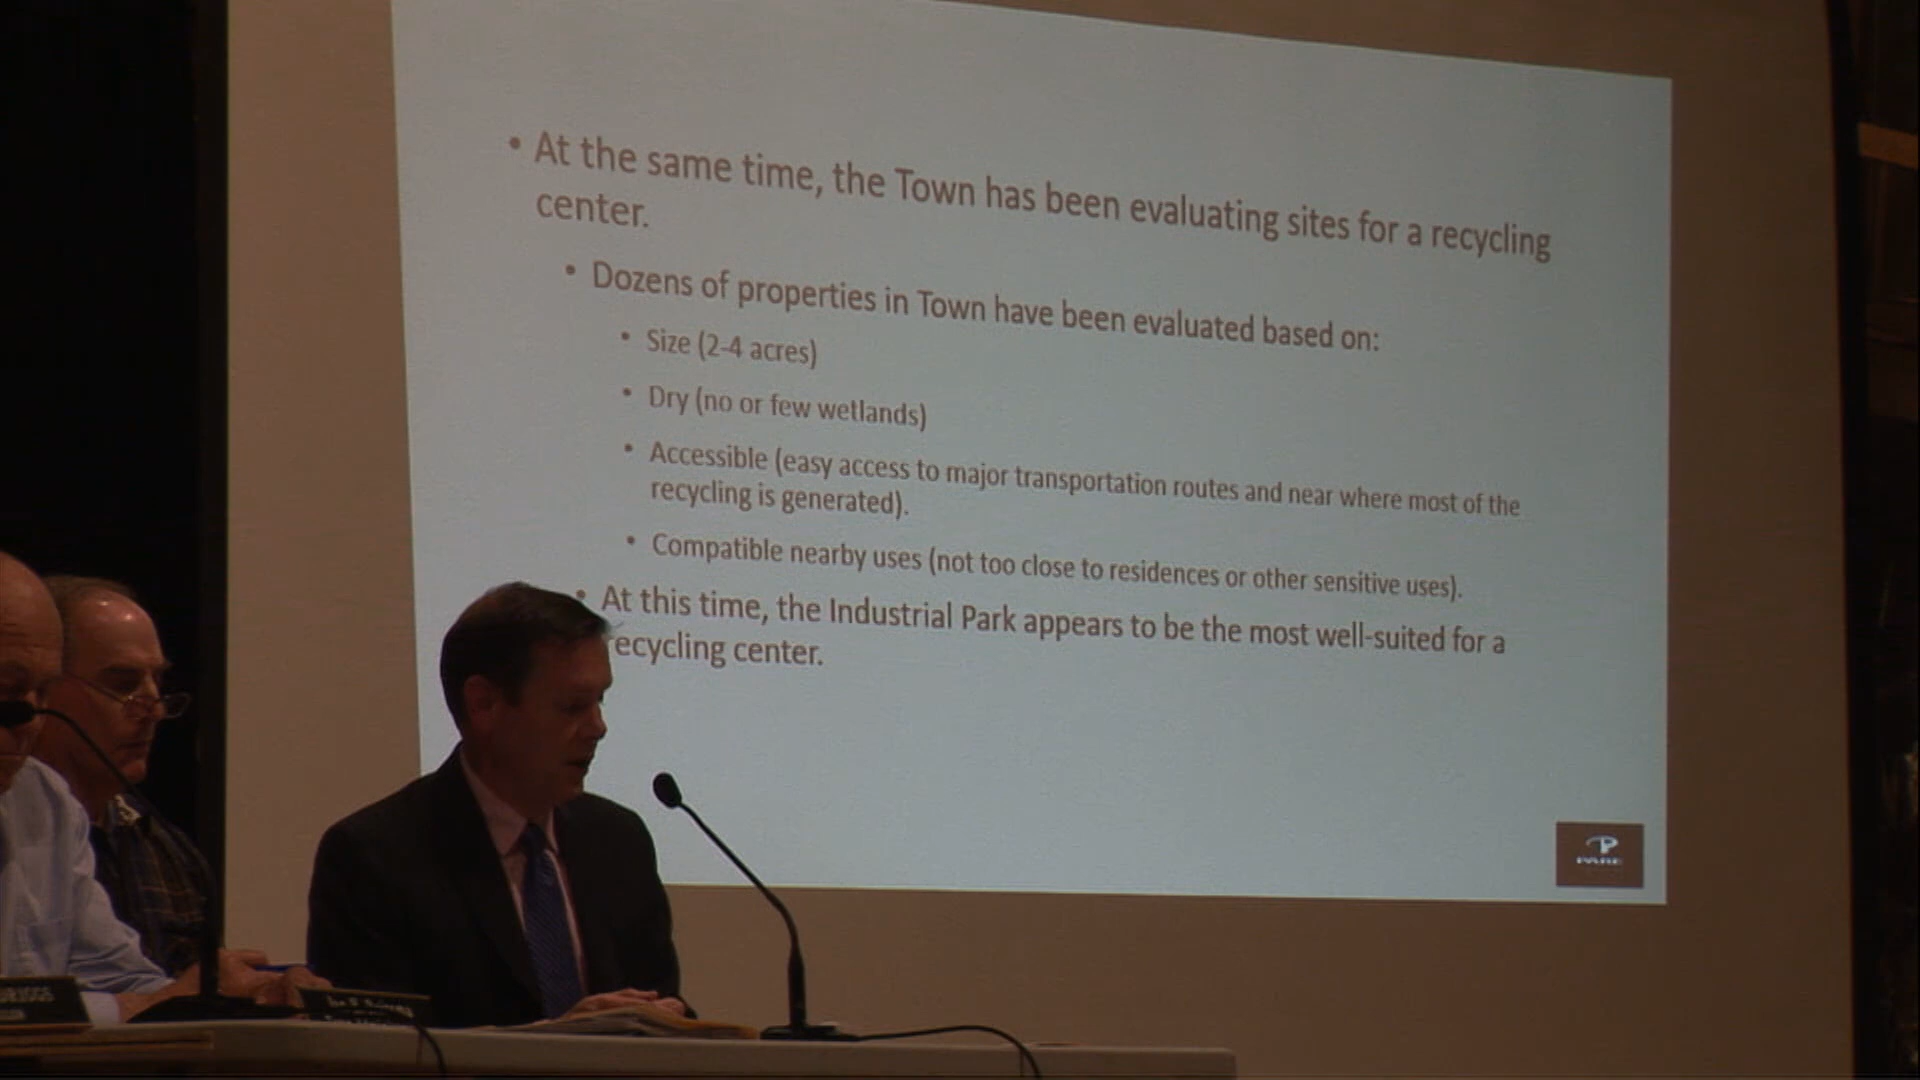 • At the same time, the Town has been evaluating sites for a recycling
center.
• Dozens of properties in Town have been evaluated based on:
• Size (2-4 acres)
• Dry (no or few wetlands)
• Accessible (easy access to major transportation routes and near where most of the
recycling is generated).
• Compatible nearby uses (not too close to residences or other sensitive uses).
• At this time, the Industrial Park appears to be the most well-suited for a
ecycling center.
P
PARE